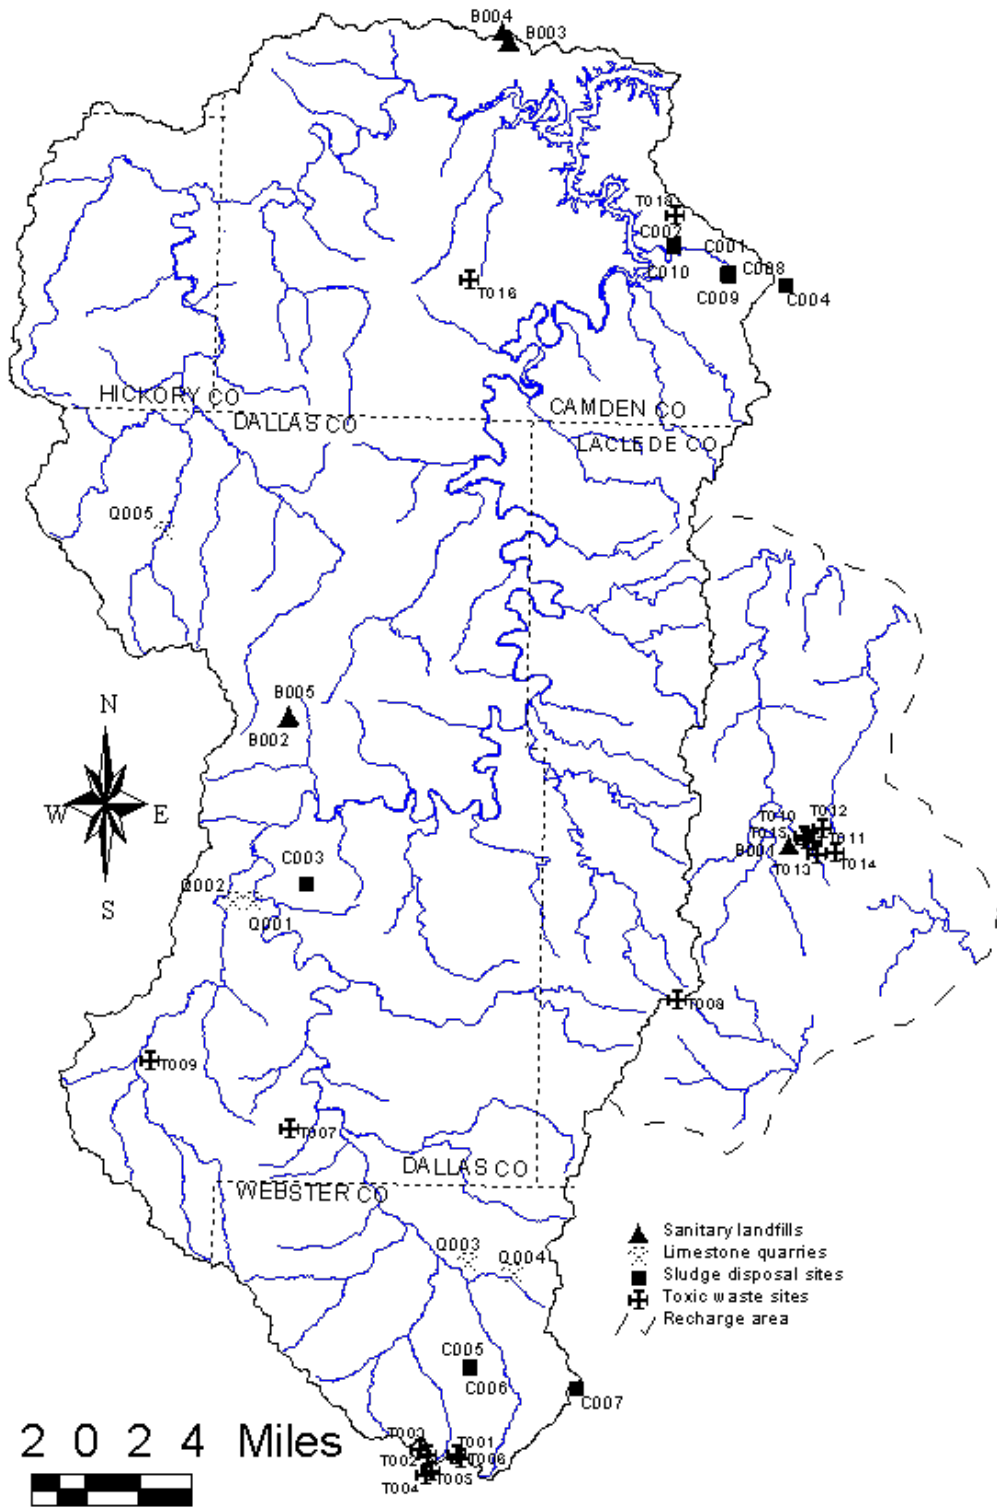 B004
B003
T018
C002
C001
C010
C008
C009
C004
T016
HICKORY CO
DALLAS CO
CAMDEN CO
LACLEDE CO
Q005
N
W E
S
B005
B002
T012
T010
T015
T011
B001
T013
T014
C003
Q002
Q001
T008
T009
T007
DALLAS CO
WEBSTER CO
Q003
Q004
Sanitary landfills
Limestone quarries
Sludge disposal sites
Toxic waste sites
Recharge area
C005
C006
C007
T001
T002
T006
T005
T004
2 0 2 4 Miles